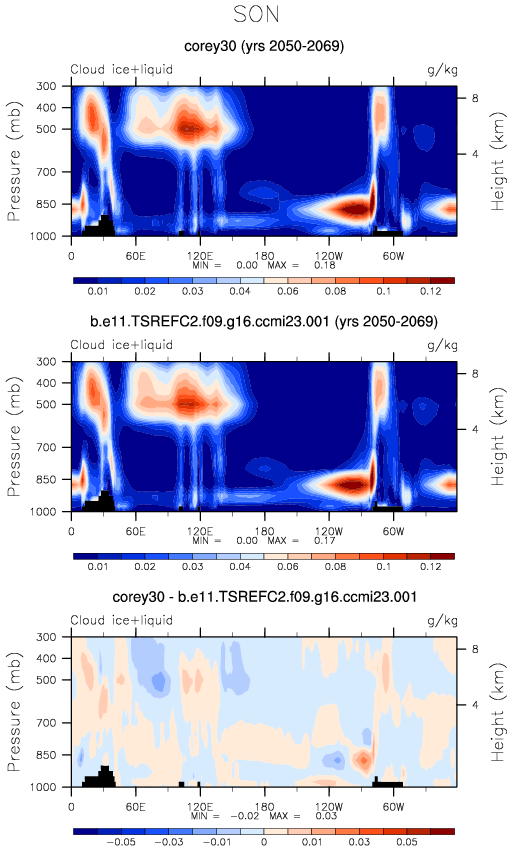 SON
corey30 (yrs 2050-2069)
Cloud ice+liquid g/kg
Pressure (mb)
300
400
500
700
850
1000
Height (km)
8
4
0 60E 120E 180 120W 60W
MIN = 0.00 MAX = 0.18
0.01 0.02 0.03 0.04 0.06 0.08 0.1 0.12
b.e11.TSREFC2.f09.g16.ccmi23.001 (yrs 2050-2069)
Cloud ice+liquid g/kg
Pressure (mb)
300
400
500
700
850
1000
Height (km)
8
4
0 60E 120E 180 120W 60W
MIN = 0.00 MAX = 0.17
0.01 0.02 0.03 0.04 0.06 0.08 0.1 0.12
corey30 - b.e11.TSREFC2.f09.g16.ccmi23.001
Cloud ice+liquid g/kg
Pressure (mb)
300
400
500
700
850
1000
Height (km)
8
4
0 60E 120E 180 120W 60W
MIN = -0.02 MAX = 0.03
-0.05 -0.03 -0.01 0 0.01 0.03 0.05